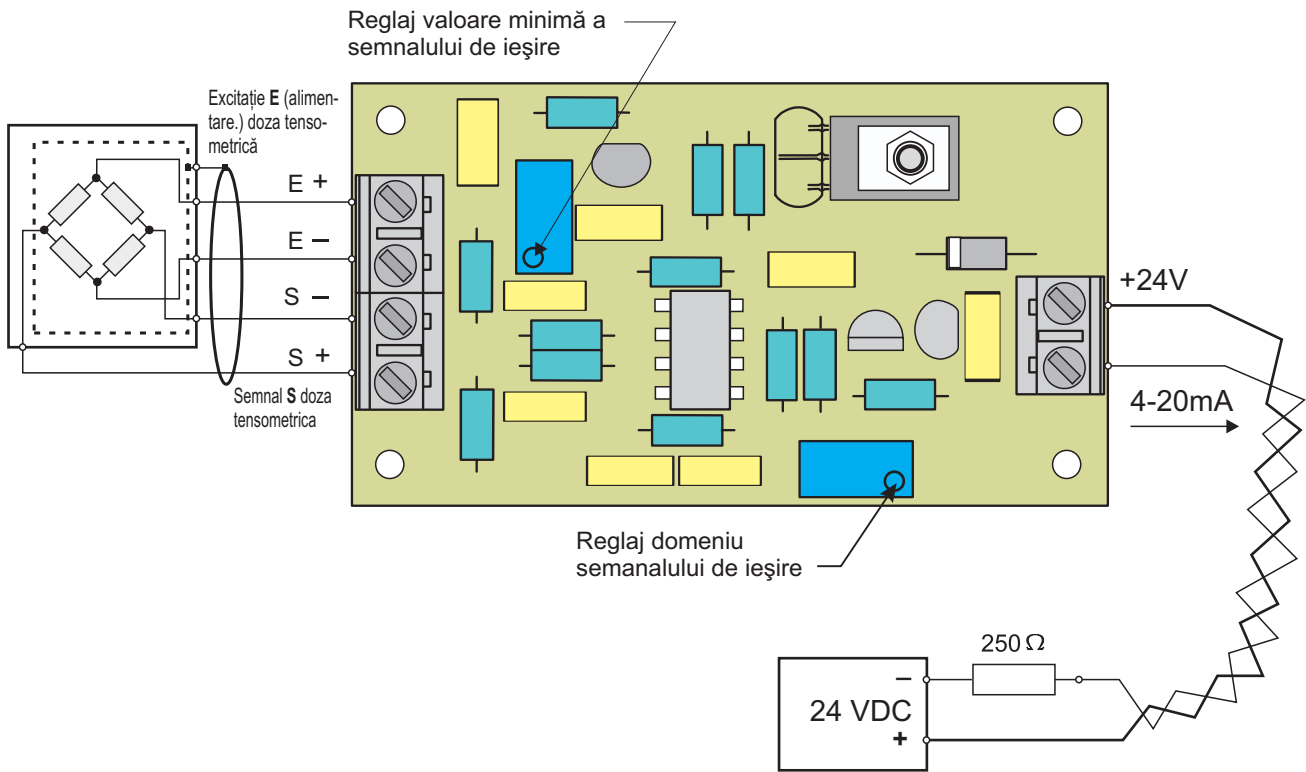 Reglaj valoare minimă a
semnalului de ieşire
Excitaţie E (alimen-
tare.) doza tenso-
metrică
E +
E –
S –
S +
Semnal S doza
tensometrica
+24V
4-20mA
Reglaj domeniu
semanalului de ieşire
250 Ω
–
24 VDC
+